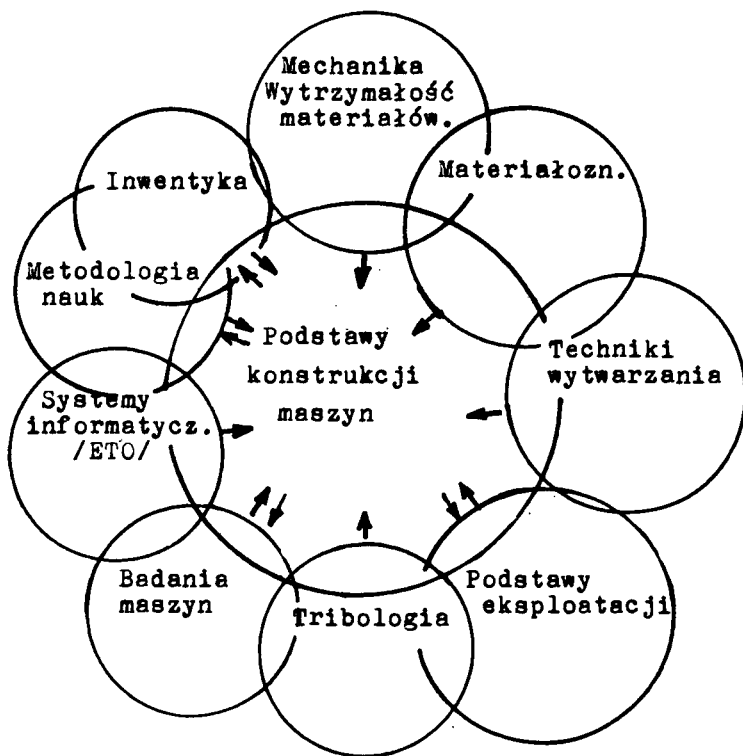 Mechanika
Wytrzymałość
materiałów.
Materiałozn.
Inwentyka
Metodologia
nauk
Podstawy
konstrukcji
maszyn
Techniki
wytwarzania
Systemy
informatycz.
/ETO/
Badania
maszyn
Tribologia
Podstawy
eksploatacji